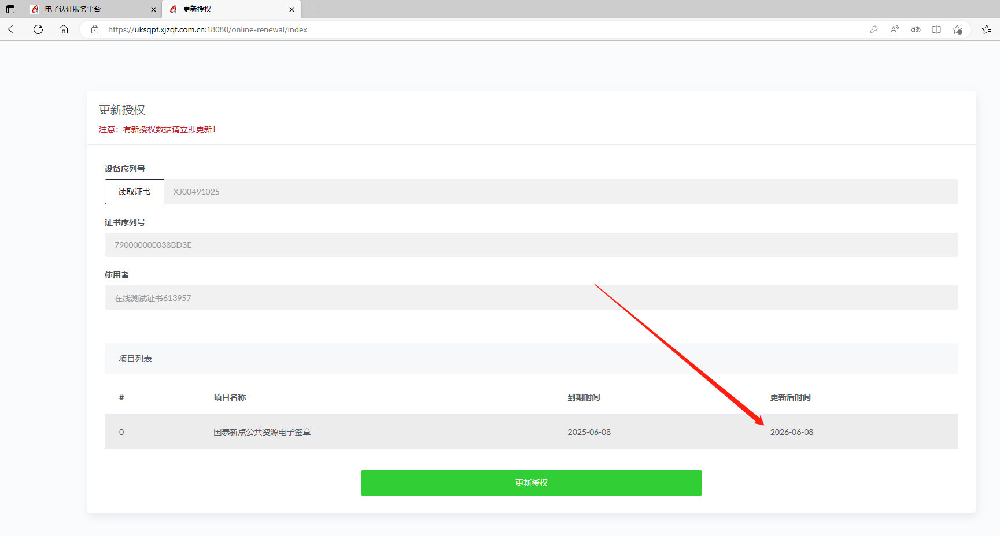 电子认证服务平台
更新授权
https://uksqpt.xjzqt.com.cn:18080/online-renewal/index
更新授权
注意：有新授权数据请立即更新！
设备序列号
读取证书 XJ00491025
证书序列号
790000000038BD3E
使用者
在线测试证书613957
项目列表
# 项目名称 到期时间 更新后时间
0 国泰新点公共资源电子签章 2025-06-08 2026-06-08
更新授权